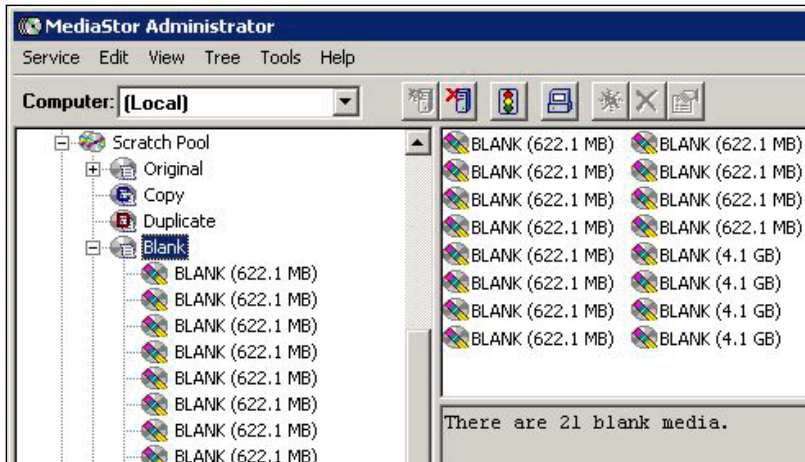 MediaStor Administrator
Service Edit View Tree Tools Help
Computer: (Local)
Scratch Pool
Original
Copy
Duplicate
Blank
BLANK (622.1 MB)
BLANK (622.1 MB)
BLANK (622.1 MB)
BLANK (622.1 MB)
BLANK (622.1 MB)
BLANK (622.1 MB)
BLANK (622.1 MB)
BLANK (622.1 MB)
BLANK (622.1 MB) BLANK (622.1 MB)
BLANK (622.1 MB) BLANK (622.1 MB)
BLANK (622.1 MB) BLANK (622.1 MB)
BLANK (622.1 MB) BLANK (622.1 MB)
BLANK (622.1 MB) BLANK (4.1 GB)
BLANK (622.1 MB) BLANK (4.1 GB)
BLANK (622.1 MB) BLANK (4.1 GB)
BLANK (622.1 MB) BLANK (4.1 GB)
There are 21 blank media.